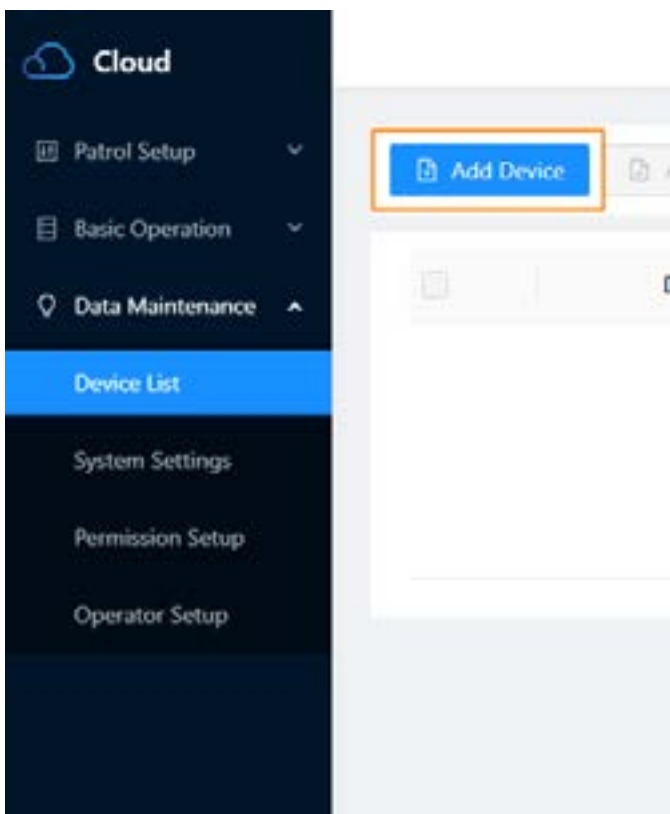 Cloud
Patrol Setup
Basic Operation
Data Maintenance
Device List
System Settings
Permission Setup
Operator Setup
Add Device